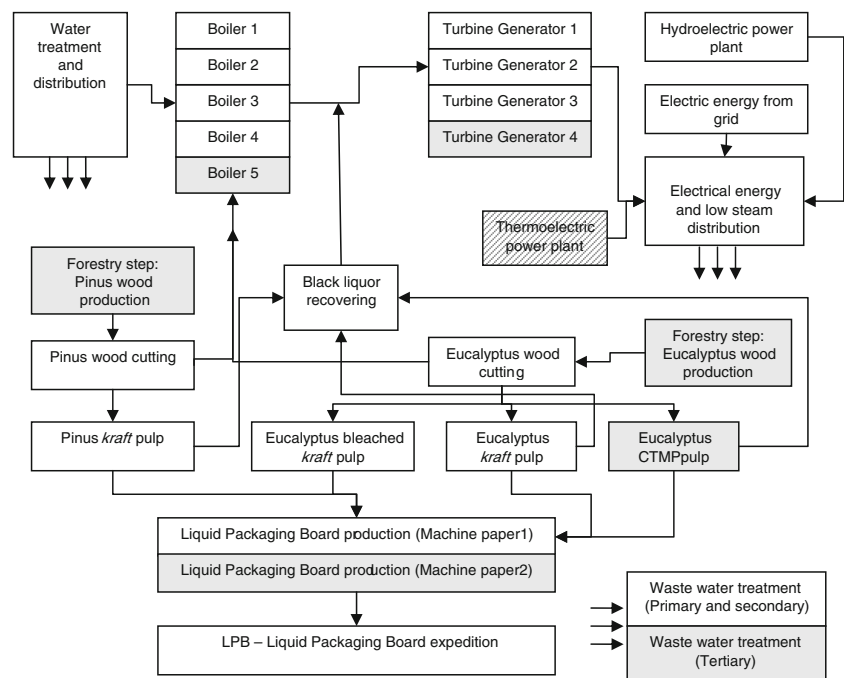 Water
treatment
and
distribution
Boiler 1
Boiler 2
Boiler 3
Boiler 4
Boiler 5
Turbine Generator 1
Turbine Generator 2
Turbine Generator 3
Turbine Generator 4
Hydroelectric power
plant
Electric energy from
grid
Electrical energy
and low steam
distribution
Thermoelectric
power plant
Forestry step:
Pinus wood
production
Black liquor
recovering
Pinus wood cutting
Eucalyptus wood
cutting
Forestry step:
Eucalyptus wood
production
Pinus kraft pulp
Eucalyptus bleached
kraft pulp
Eucalyptus
kraft pulp
Eucalyptus
CTMPpulp
Liquid Packaging Board production (Machine paper1)
Liquid Packaging Board production (Machine paper2)
LPB – Liquid Packaging Board expedition
Waste water treatment
(Primary and secondary)
Waste water treatment
(Tertiary)